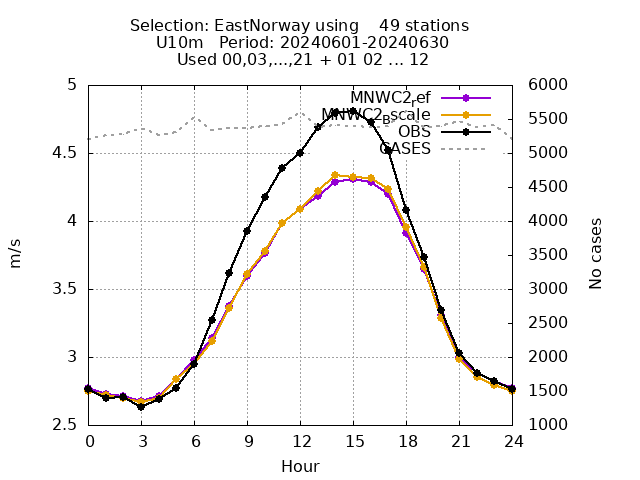 Selection: EastNorway using 49 stations
U10m Period: 20240601-20240630
Used 00,03,...,21 + 01 02 ... 12
MNWC2_ref
MNWC2_Bscale
OBS
CASES
5
4.5
4
3.5
3
2.5
m/s
6000
5500
5000
4500
4000
3500
3000
2500
2000
1500
1000
No cases
0 3 6 9 12 15 18 21 24
Hour